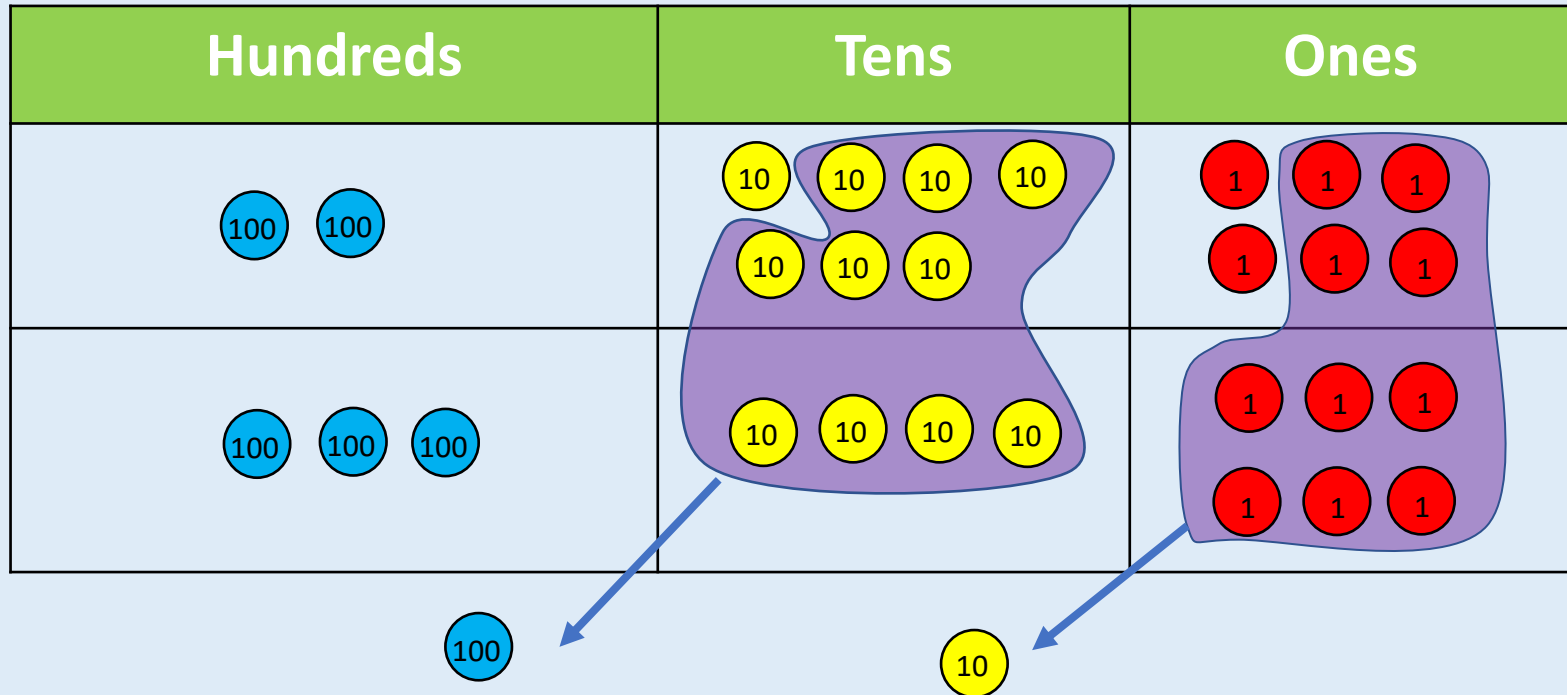 Hundreds Tens Ones
10 10 10 10 1 1 1
100 100
10 10 10 1 1 1
1 1 1
100 100 100 10 10 10 10
1 1 1
100 10